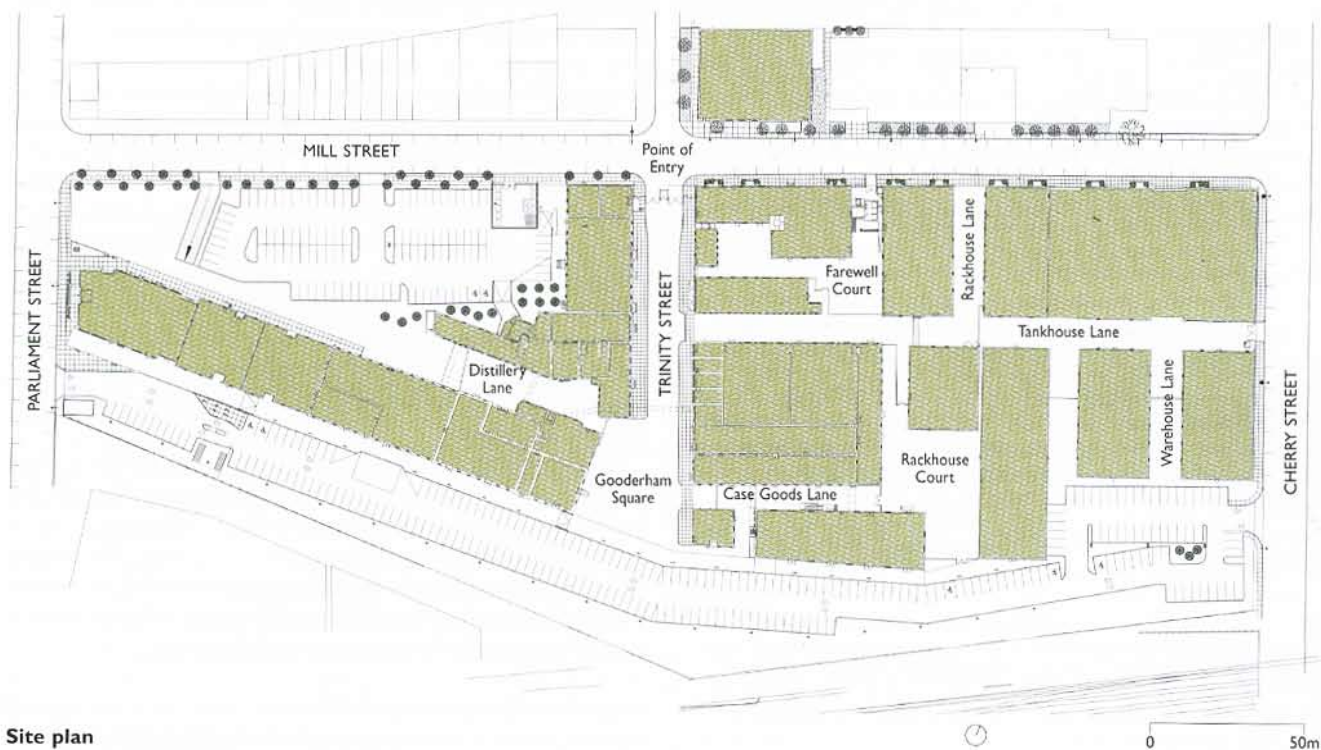 MILL STREET
Point of
Entry
PARLIAMENT STREET
TRINITY STREET
Farewell
Court
Rackhouse Lane
Tankhouse Lane
Distillery
Lane
Warehouse Lane
CHERRY STREET
Gooderham
Square
Case Goods Lane
Rackhouse
Court
Site plan
0
50m